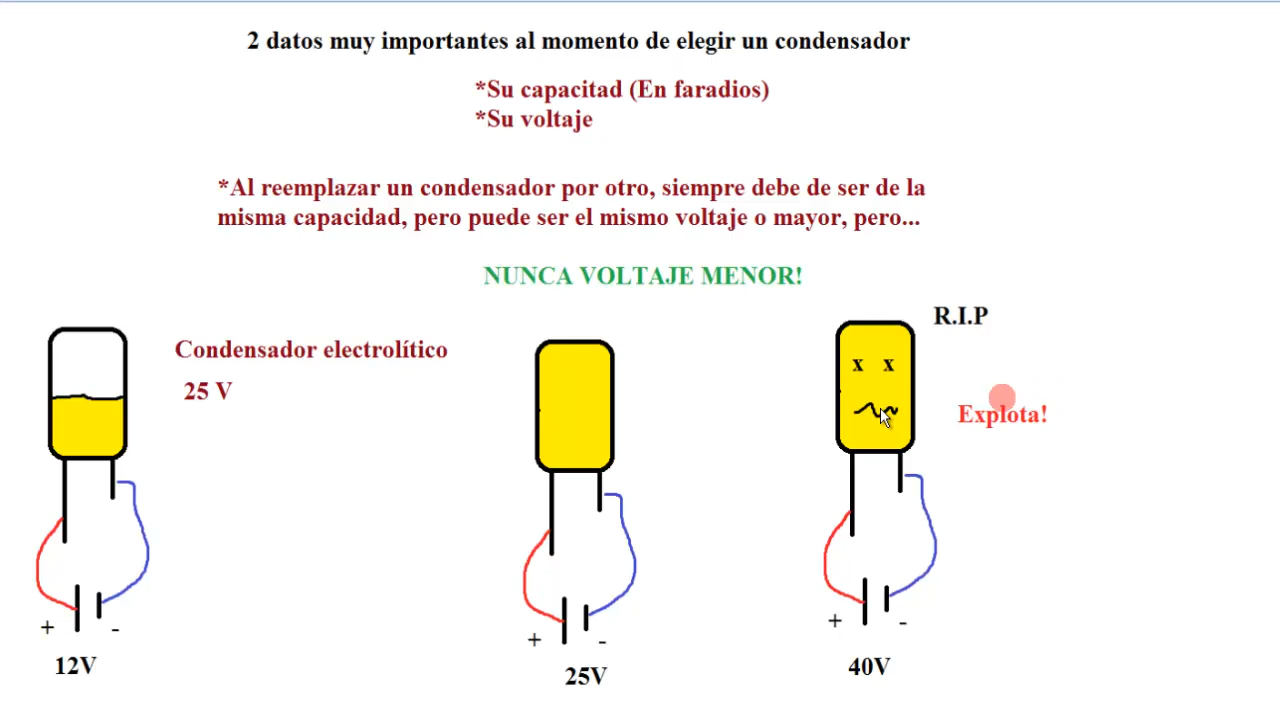 2 datos muy importantes al momento de elegir un condensador
*Su capacitad (En faradios)
*Su voltaje
*Al reemplazar un condensador por otro, siempre debe de ser de la
misma capacidad, pero puede ser el mismo voltaje o mayor, pero...
NUNCA VOLTAJE MENOR!
R.I.P
Condensador electrolítico
25 V
x x
Explota!
+ -
12V
+ -
25V
+ -
40V